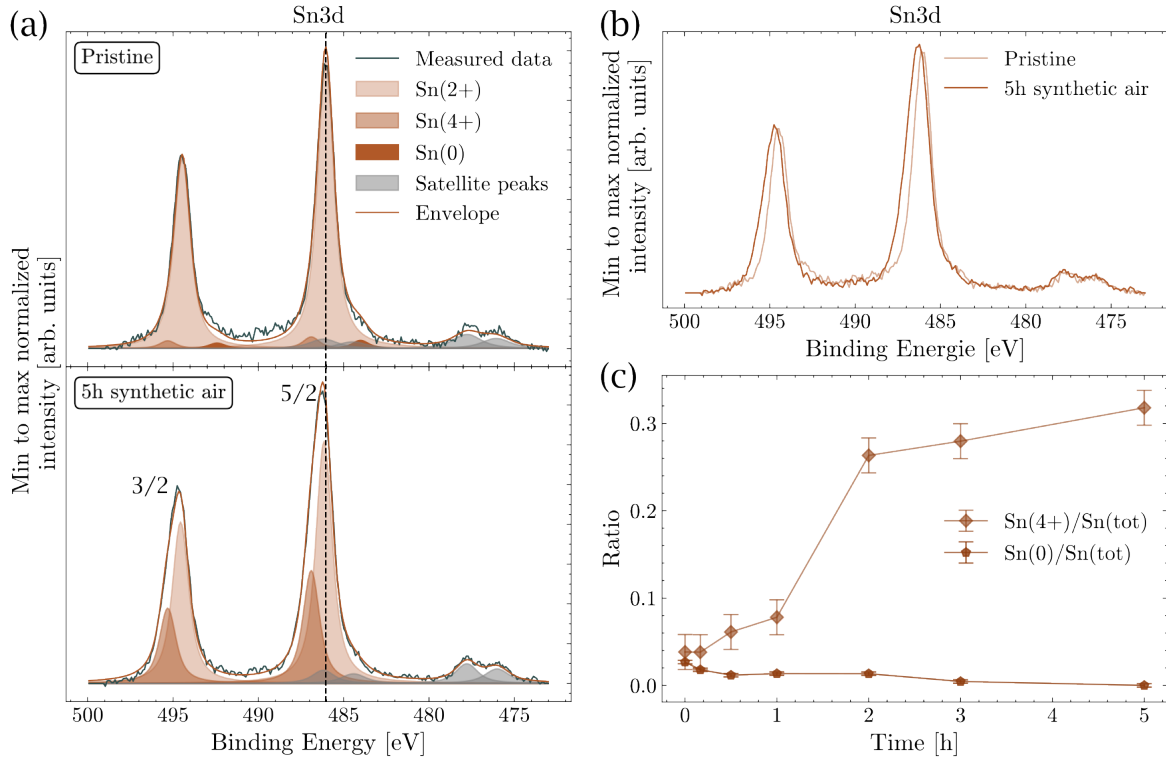 (a)
Sn3d
Pristine
Measured data
Sn(2+)
Sn(4+)
Sn(0)
Satellite peaks
Envelope
5h synthetic air
5/2
3/2
Min to max normalized
intensity [arb. units]
500 495 490 485 480 475
Binding Energy [eV]
(b)
Sn3d
Pristine
5h synthetic air
Min to max normalized
intensity [arb. units]
500 495 490 485 480 475
Binding Energie [eV]
(c)
0.3
0.2
0.1
0.0
Ratio
Sn(4+)/Sn(tot)
Sn(0)/Sn(tot)
0 1 2 3 4 5
Time [h]